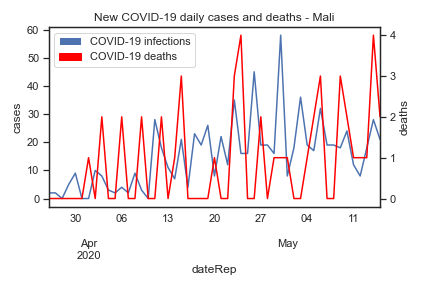 New COVID-19 daily cases and deaths - Mali
COVID-19 infections
COVID-19 deaths
cases
60
50
40
30
20
10
0
deaths
4
3
2
1
0
30 06 13 20 27 04 11
Apr May
2020
dateRep